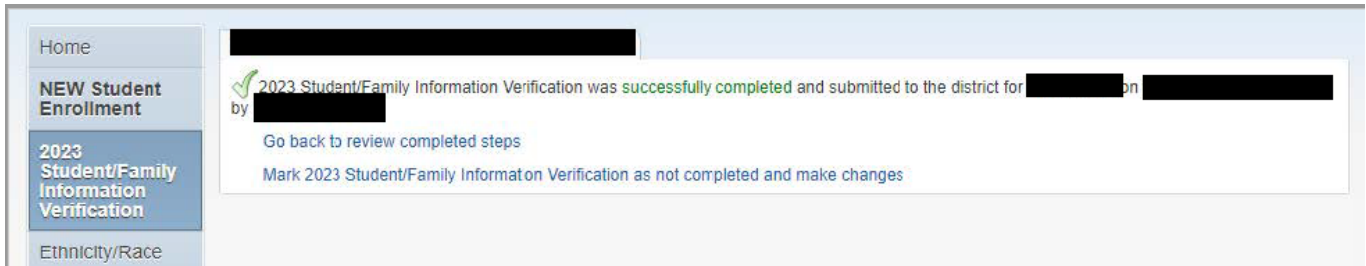 Home
NEW Student
Enrollment
2023
Student/Family
Information
Verification
Ethnicity/Race
2023 Student/Family Information Verification was successfully completed and submitted to the district for on
by
Go back to review completed steps
Mark 2023 Student/Family Information Verification as not completed and make changes